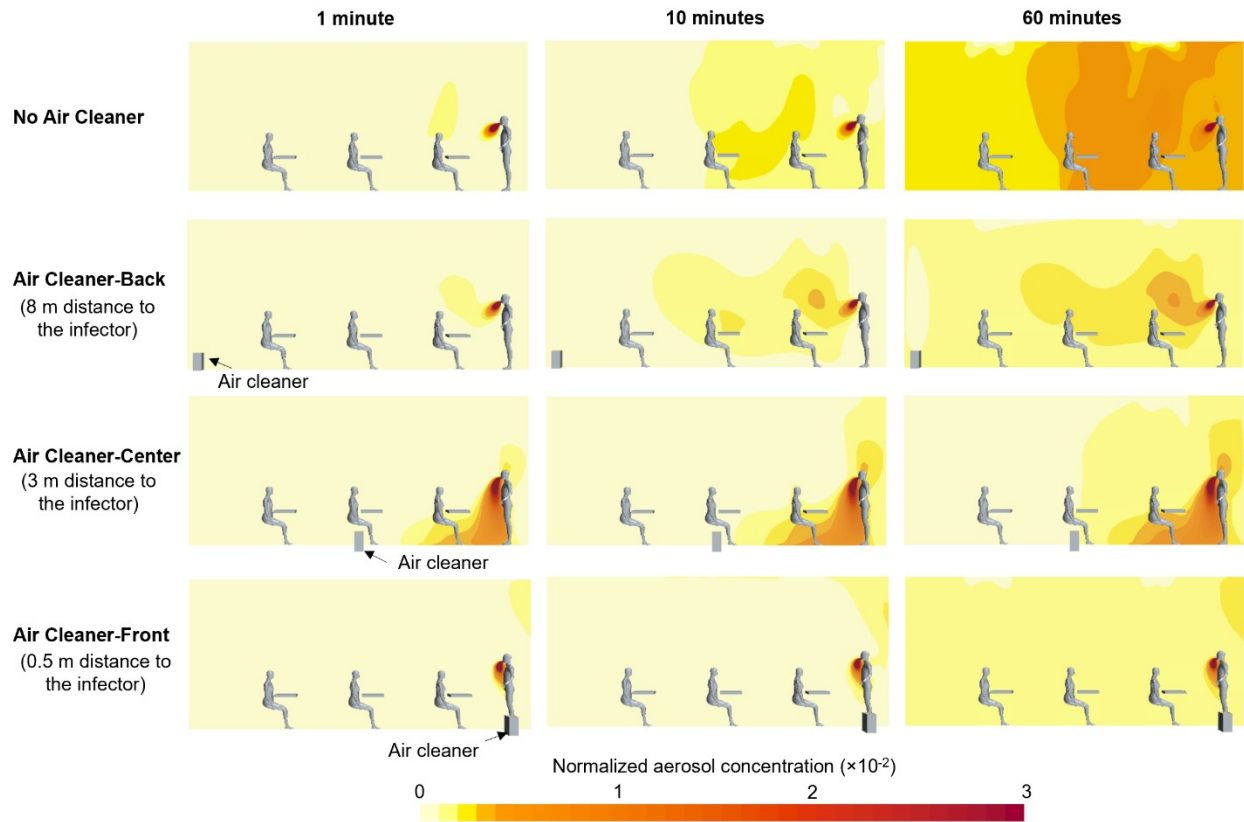 1 minute
10 minutes
60 minutes
No Air Cleaner
Air Cleaner-Back
(8 m distance to
the infector)
Air cleaner
Air Cleaner-Center
(3 m distance to
the infector)
Air cleaner
Air Cleaner-Front
(0.5 m distance to
the infector)
Air cleaner
Normalized aerosol concentration (×10⁻²)
0 1 2 3